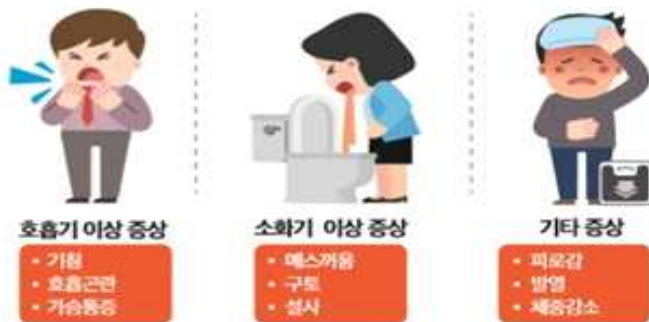 호흡기 이상 증상
• 기침
• 호흡곤란
• 가슴통증
소화기 이상 증상
• 메스꺼움
• 구토
• 설사
기타 증상
• 피로감
• 발열
• 체중감소